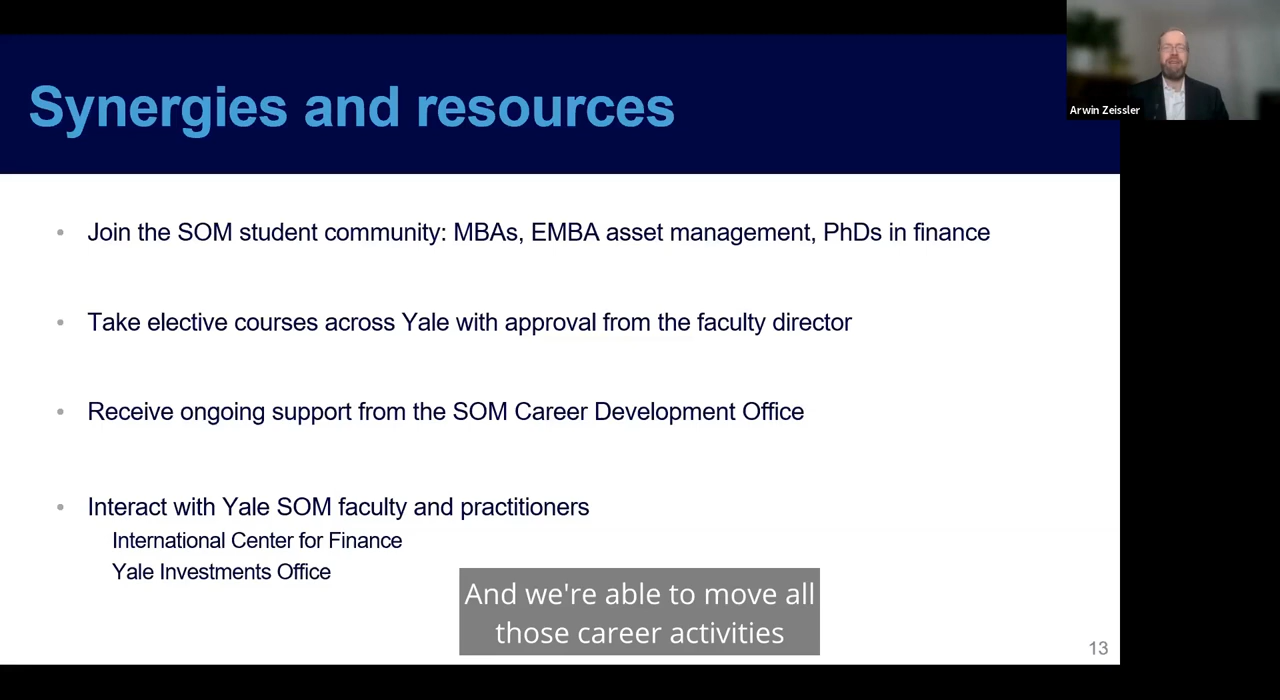 Synergies and resources
Arwin Zeissler
• Join the SOM student community: MBAs, EMBA asset management, PhDs in finance
• Take elective courses across Yale with approval from the faculty director
• Receive ongoing support from the SOM Career Development Office
• Interact with Yale SOM faculty and practitioners
International Center for Finance
Yale Investments Office
And we're able to move all
those career activities
13